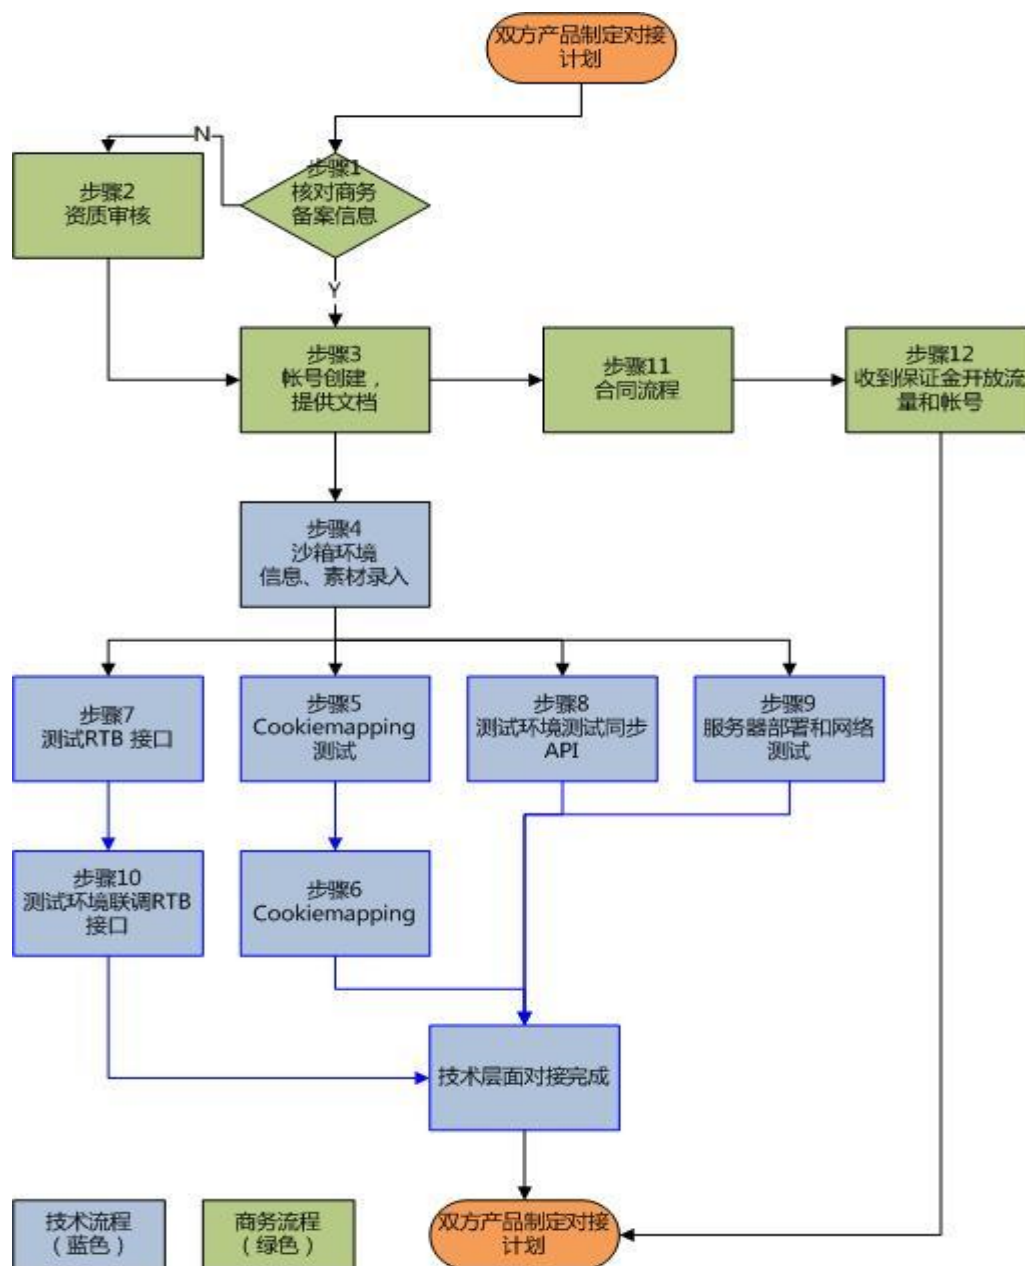 双方产品制定对接
计划
N
步骤1
核对商务
备案信息
步骤2
资质审核
Y
步骤3
帐号创建，
提供文档
步骤11
合同流程
步骤12
收到保证金开放流
量和帐号
步骤4
沙箱环境
信息、素材录入
步骤7
测试RTB 接口
步骤5
Cookiemapping
测试
步骤8
测试环境测试同步
API
步骤9
服务器部署和网络
测试
步骤10
测试环境联调RTB
接口
步骤6
Cookiemapping
技术层面对接完成
技术流程
（蓝色）
商务流程
（绿色）
双方产品制定对接
计划